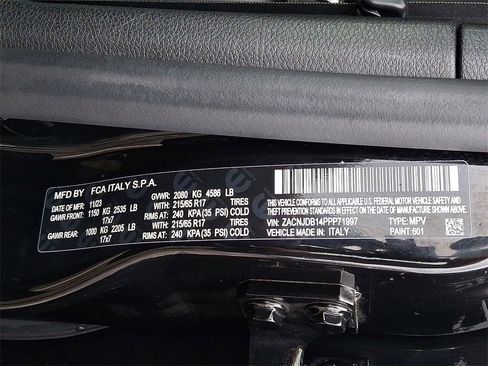 MFD BY: FCA ITALY S.P.A.
DATE OF MFR: 11/23 GVWR: 2080 KG 4586 LB
GAWR FRONT: 1150 KG 2535 LB WITH: 215/65 R17 TIRES
17x7 RIMS AT: 240 KPA(35 PSI) COLD
GAWR REAR: 1000 KG 2205 LB WITH: 215/65 R17 TIRES
17x7 RIMS AT: 240 KPA(35 PSI) COLD
THIS VEHICLE CONFORMS TO ALL APPLICABLE
FEDERAL MOTOR VEHICLE SAFETY AND
THEFT PREVENTION STANDARDS IN EFFECT ON THE DATE OF MANUFACTURE SHOWN ABOVE.
VIN: ZACNJDB14PPP71997 TYPE: MPV
VEHICLE MADE IN: ITALY PAINT: 601